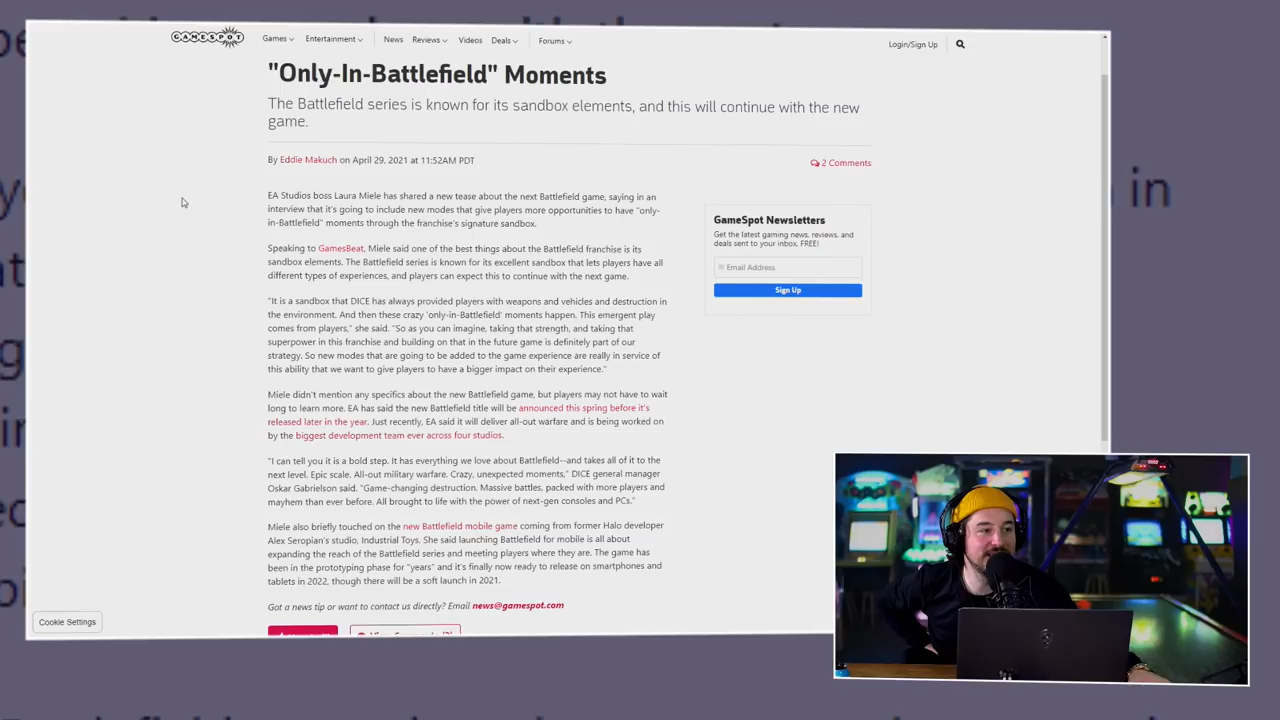 GAMESPOT
Games Entertainment News Reviews Videos Deals Forums Login/Sign Up
"Only-In-Battlefield" Moments
The Battlefield series is known for its sandbox elements, and this will continue with the new
game.
By Eddie Makuch on April 29, 2021 at 11:52AM PDT
2 Comments
EA Studios boss Laura Miele has shared a new tease about the next Battlefield game, saying in an
interview that it's going to include new modes that give players more opportunities to have "only-
in-Battlefield" moments through the franchise's signature sandbox.
Speaking to GamesBeat, Miele said one of the best things about the Battlefield franchise is its
sandbox elements. The Battlefield series is known for its excellent sandbox that lets players have all
different types of experiences, and players can expect this to continue with the next game.
"It is a sandbox that DICE has always provided players with weapons and vehicles and destruction in
the environment. And then these crazy 'only-in-Battlefield' moments happen. This emergent play
comes from players," she said. "So as you can imagine, taking that strength, and taking that
superpower in this franchise and building on that in the future game is definitely part of our
strategy. So new modes that are going to be added to the game experience are really in service of
this ability that we want to give players to have a bigger impact on their experience."
Miele didn't mention any specifics about the new Battlefield game, but players may not have to wait
long to learn more. EA has said the new Battlefield title will be announced this spring before it's
released later in the year. Just recently, EA said it will deliver all-out warfare and is being worked on
by the biggest development team ever across four studios.
"I can tell you it is a bold step. It has everything we love about Battlefield--and takes all of it to the
next level. Epic scale. All-out military warfare. Crazy, unexpected moments," DICE general manager
Oskar Gabrielson said. "Game-changing destruction. Massive battles, packed with more players and
mayhem than ever before. All brought to life with the power of next-gen consoles and PCs."
Miele also briefly touched on the new Battlefield mobile game coming from former Halo developer
Alex Seropian's studio, Industrial Toys. She said launching Battlefield for mobile is all about
expanding the reach of the Battlefield series and meeting players where they are. The game has
been in the prototyping phase for "years" and it's finally now ready to release on smartphones and
tablets in 2022, though there will be a soft launch in 2021.
Got a news tip or want to contact us directly? Email news@gamespot.com
GameSpot Newsletters
Get the latest gaming news, reviews, and
deals sent to your inbox, FREE!
Email Address
Sign Up
Cookie Settings
in